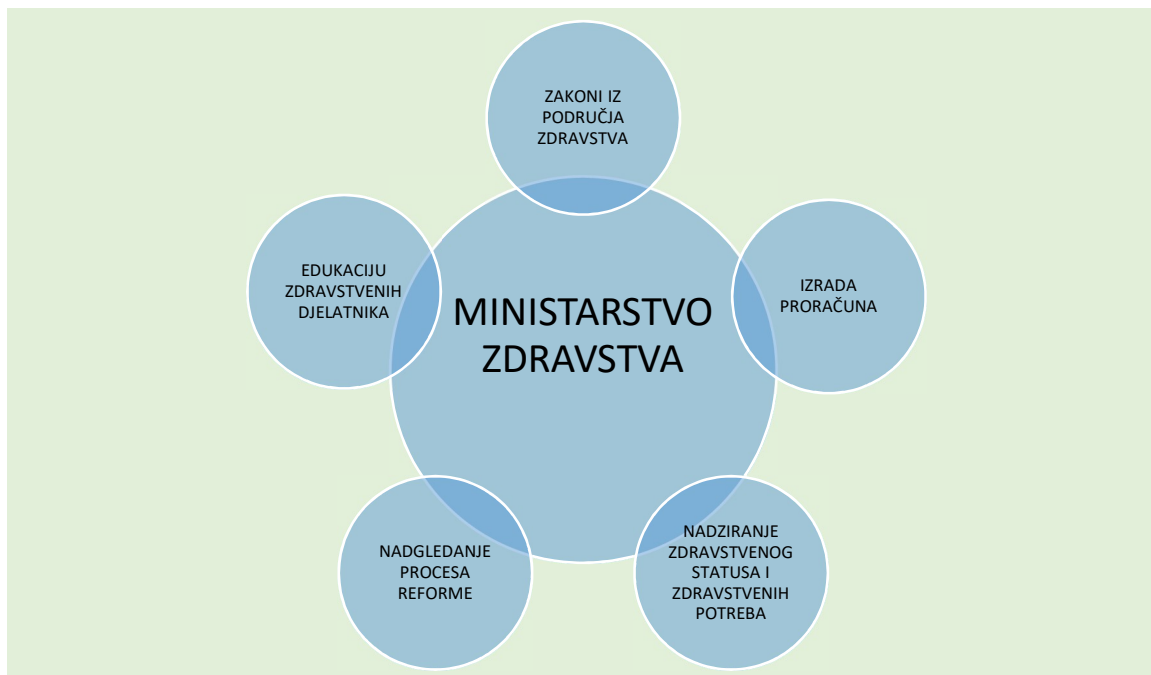 ZAKONI IZ
PODRUČJA
ZDRAVSTVA
EDUKACIJU
ZDRAVSTVENIH
DJELATNIKA
MINISTARSTVO
ZDRAVSTVA
IZRADA
PRORAČUNA
NADGLEDANJE
PROCESA
REFORME
NADZIRANJE
ZDRAVSTVENOG
STATUSA I
ZDRAVSTVENIH
POTREBA